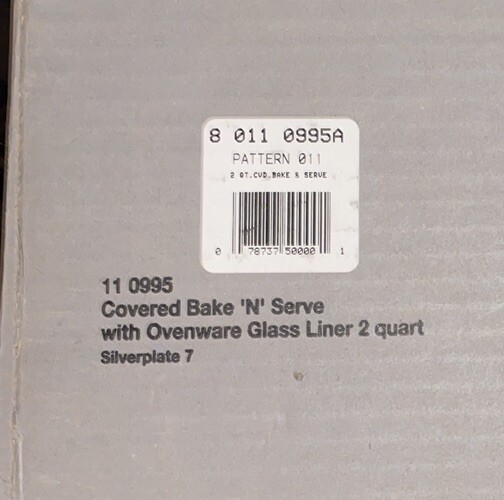 8 011 0995A
PATTERN 011
2 QT.CVD.BAKE & SERVE
0 78737 50000 1
11 0995
Covered Bake 'N' Serve
with Ovenware Glass Liner 2 quart
Silverplate 7